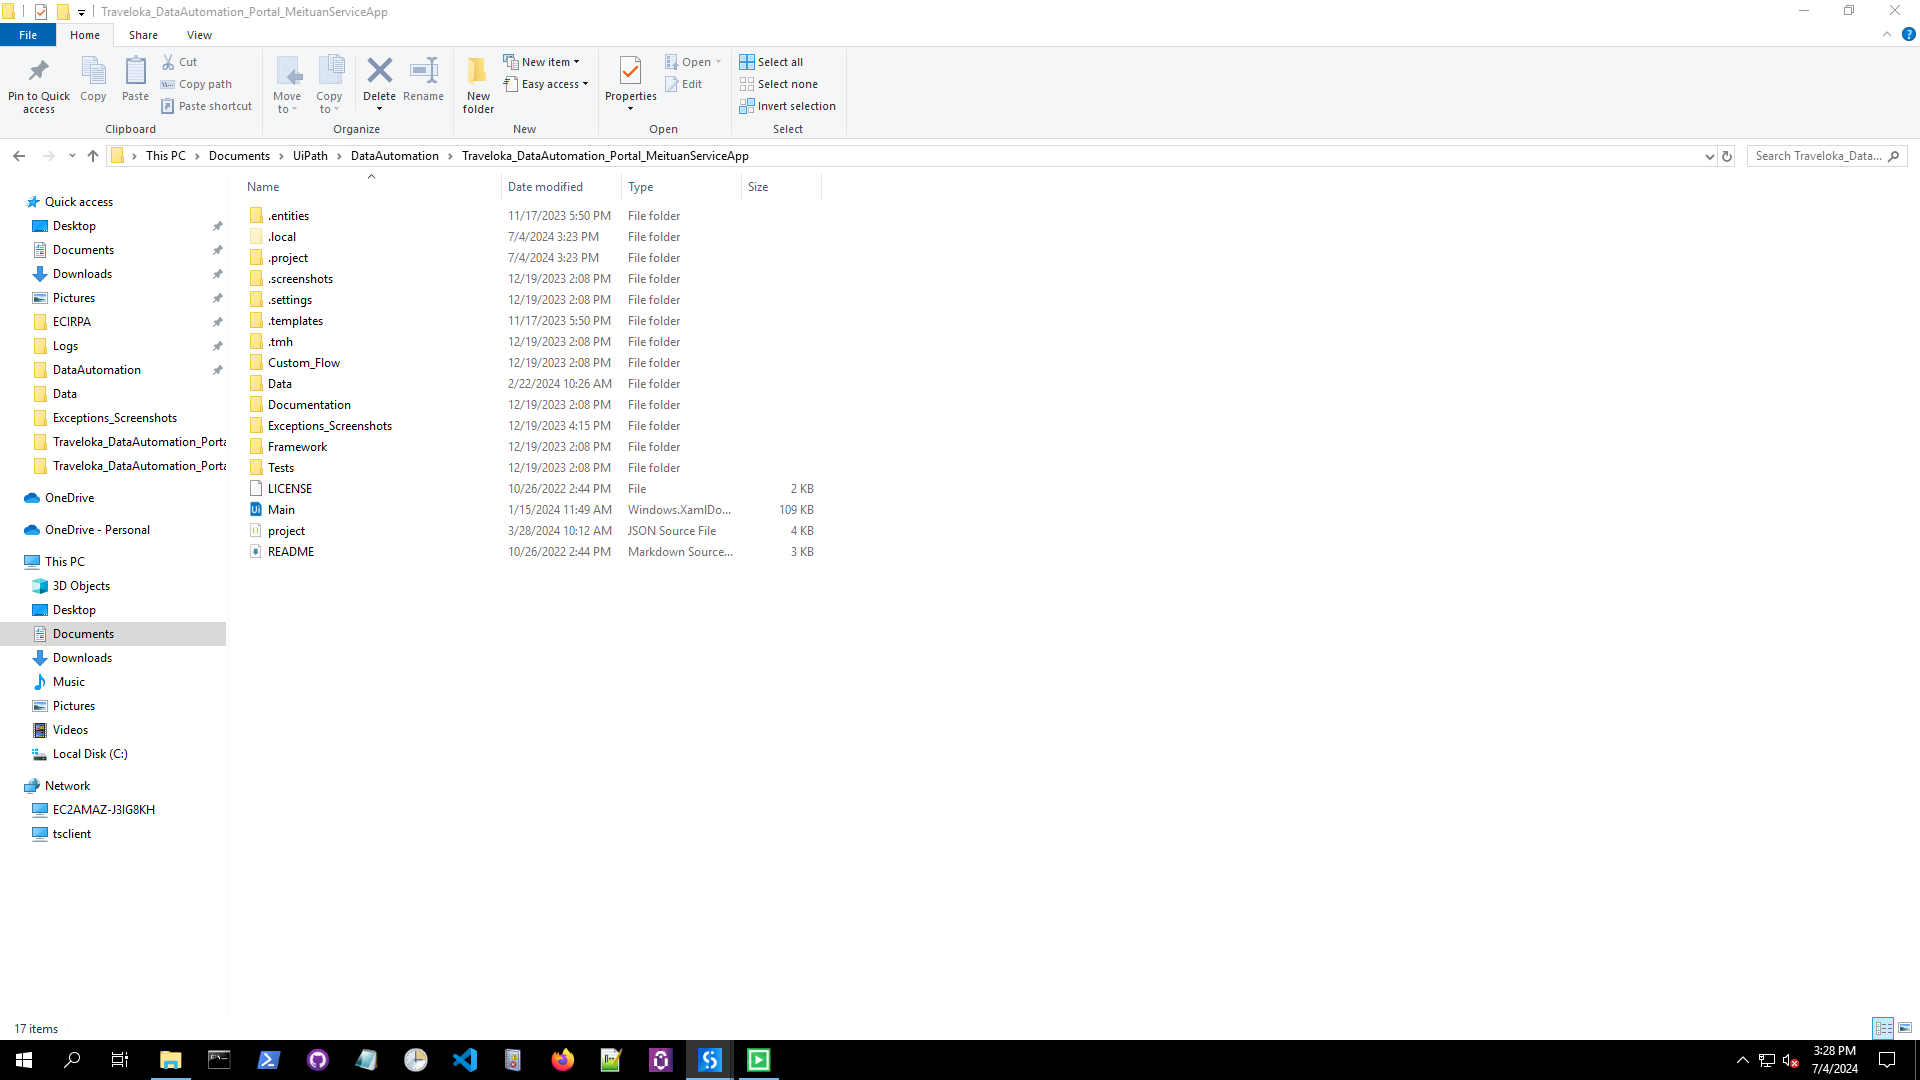 Traveloka_DataAutomation_Portal_MeituanServiceApp
File Home Share View
Pin to Quick access
Copy
Paste
Cut
Copy path
Paste shortcut
Clipboard
Move to
Copy to
Delete
Rename
Organize
New folder
New item
Easy access
New
Properties
Open
Edit
Open
Select all
Select none
Invert selection
Select
This PC Documents UiPath DataAutomation Traveloka_DataAutomation_Portal_MeituanServiceApp
Search Traveloka_Data...
Quick access
Desktop
Documents
Downloads
Pictures
ECIRPA
Logs
DataAutomation
Data
Exceptions_Screenshots
Traveloka_DataAutomation_Porta
Traveloka_DataAutomation_Porta
OneDrive
OneDrive - Personal
This PC
3D Objects
Desktop
Documents
Downloads
Music
Pictures
Videos
Local Disk (C:)
Network
EC2AMAZ-J3IG8KH
tsclient
Name Date modified Type Size
.entities 11/17/2023 5:50 PM File folder
.local 7/4/2024 3:23 PM File folder
.project 7/4/2024 3:23 PM File folder
.screenshots 12/19/2023 2:08 PM File folder
.settings 12/19/2023 2:08 PM File folder
.templates 11/17/2023 5:50 PM File folder
.tmh 12/19/2023 2:08 PM File folder
Custom_Flow 12/19/2023 2:08 PM File folder
Data 2/22/2024 10:26 AM File folder
Documentation 12/19/2023 2:08 PM File folder
Exceptions_Screenshots 12/19/2023 4:15 PM File folder
Framework 12/19/2023 2:08 PM File folder
Tests 12/19/2023 2:08 PM File folder
LICENSE 10/26/2022 2:44 PM File 2 KB
Main 1/15/2024 11:49 AM Windows.XamlDo... 109 KB
project 3/28/2024 10:12 AM JSON Source File 4 KB
README 10/26/2022 2:44 PM Markdown Source... 3 KB
17 items
3:28 PM
7/4/2024